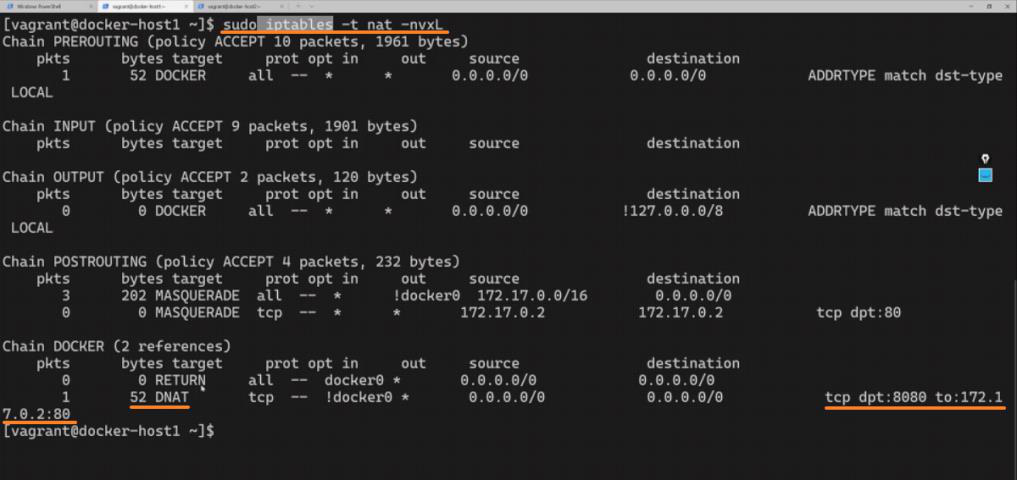 Windows PowerShell
vagrant@docker-host1:~
vagrant@docker-host2:~
[vagrant@docker-host1 ~]$ sudo iptables -t nat -nvxL
Chain PREROUTING (policy ACCEPT 10 packets, 1961 bytes)
pkts bytes target prot opt in out source destination
1 52 DOCKER all -- * * 0.0.0.0/0 0.0.0.0/0 ADDRTYPE match dst-type
LOCAL
Chain INPUT (policy ACCEPT 9 packets, 1901 bytes)
pkts bytes target prot opt in out source destination
Chain OUTPUT (policy ACCEPT 2 packets, 120 bytes)
pkts bytes target prot opt in out source destination
0 0 DOCKER all -- * * 0.0.0.0/0 !127.0.0.0/8 ADDRTYPE match dst-type
LOCAL
Chain POSTROUTING (policy ACCEPT 4 packets, 232 bytes)
pkts bytes target prot opt in out source destination
3 202 MASQUERADE all -- * !docker0 172.17.0.0/16 0.0.0.0/0
0 0 MASQUERADE tcp -- * * 172.17.0.2 172.17.0.2 tcp dpt:80
Chain DOCKER (2 references)
pkts bytes target prot opt in out source destination
0 0 RETURN all -- docker0 * 0.0.0.0/0 0.0.0.0/0
1 52 DNAT tcp -- !docker0 * 0.0.0.0/0 0.0.0.0/0 tcp dpt:8080 to:172.1
7.0.2:80
[vagrant@docker-host1 ~]$